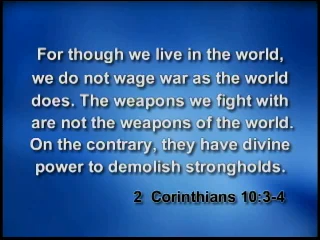 For though we live in the world,
we do not wage war as the world
does. The weapons we fight with
are not the weapons of the world.
On the contrary, they have divine
power to demolish strongholds.
2 Corinthians 10:3-4